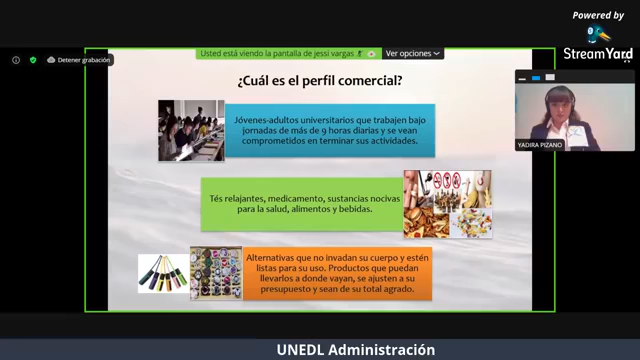 Powered by
StreamYard
Usted está viendo la pantalla de jessi vargas
Ver opciones
Detener grabación
¿Cuál es el perfil comercial?
Jóvenes-adultos universitarios que trabajen bajo
jornadas de más de 9 horas diarias y se vean
comprometidos en terminar sus actividades.
YADIRA PIZANO
Tés relajantes, medicamento, sustancias nocivas
para la salud, alimentos y bebidas.
Alternativas que no invadan su cuerpo y estén
listas para su uso. Productos que puedan
llevarlos a donde vayan, se ajusten a su
presupuesto y sean de su total agrado.
UNEDL Administración